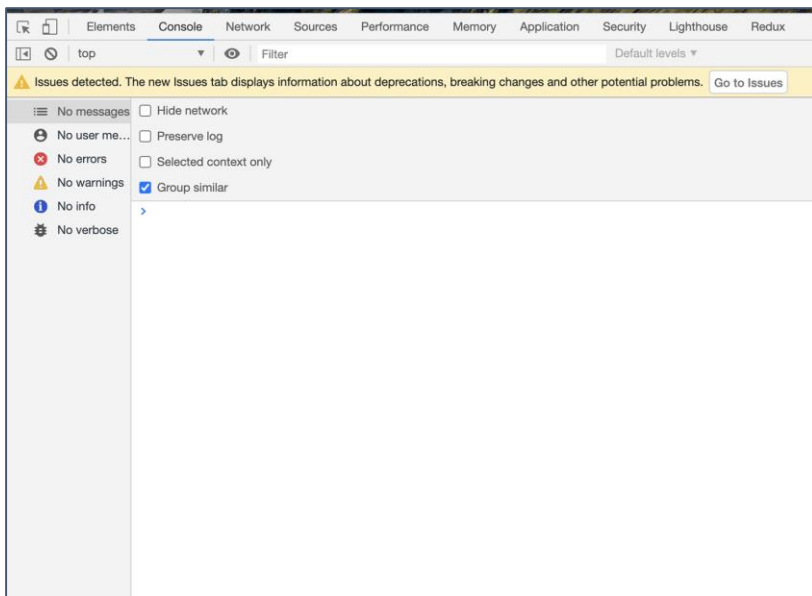 Elements Console Network Sources Performance Memory Application Security Lighthouse Redux
top Filter Default levels
Issues detected. The new Issues tab displays information about deprecations, breaking changes and other potential problems. Go to Issues
No messages
No user me...
No errors
No warnings
No info
No verbose
Hide network
Preserve log
Selected context only
Group similar